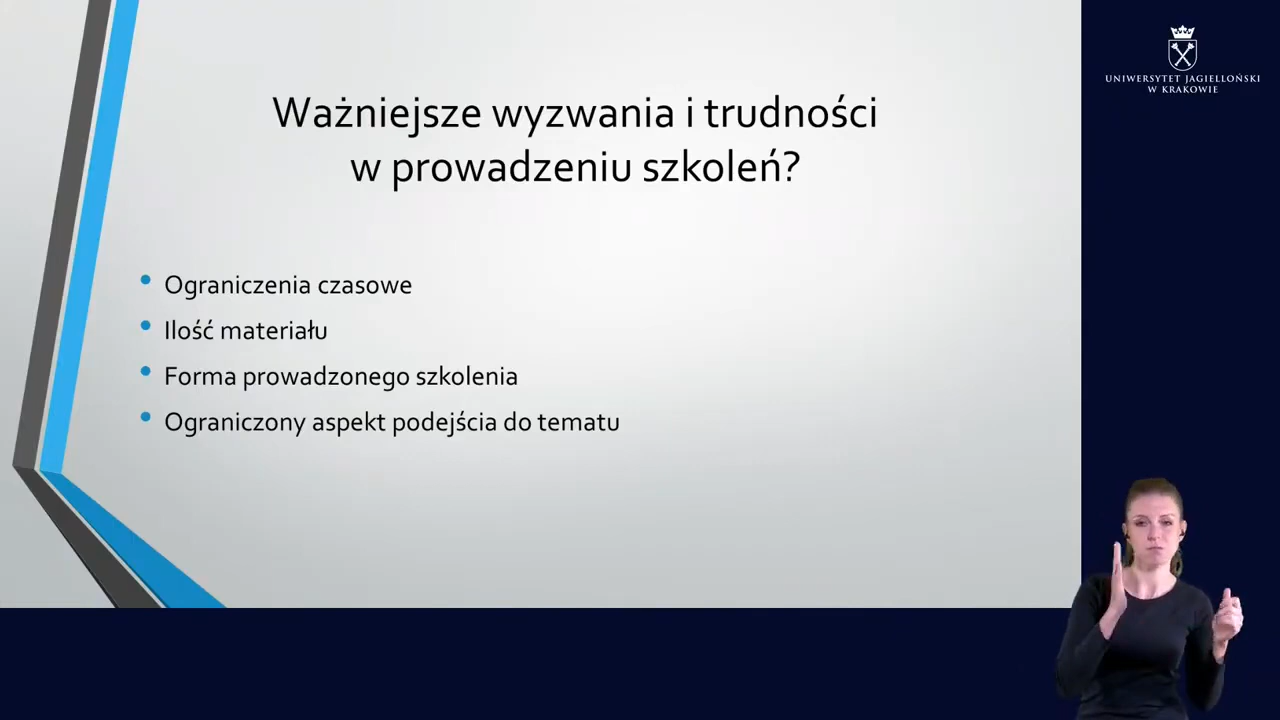 Ważniejsze wyzwania i trudności
w prowadzeniu szkoleń?
• Ograniczenia czasowe
• Ilość materiału
• Forma prowadzonego szkolenia
• Ograniczony aspekt podejścia do tematu
UNIWERSYTET JAGIELLOŃSKI
W KRAKOWIE